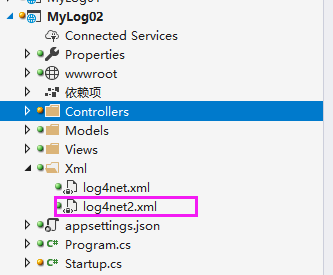 MyLog01
MyLog02
Connected Services
Properties
wwwroot
依赖项
Controllers
Models
Views
Xml
log4net.xml
log4net2.xml
appsettings.json
C# Program.cs
C# Startup.cs